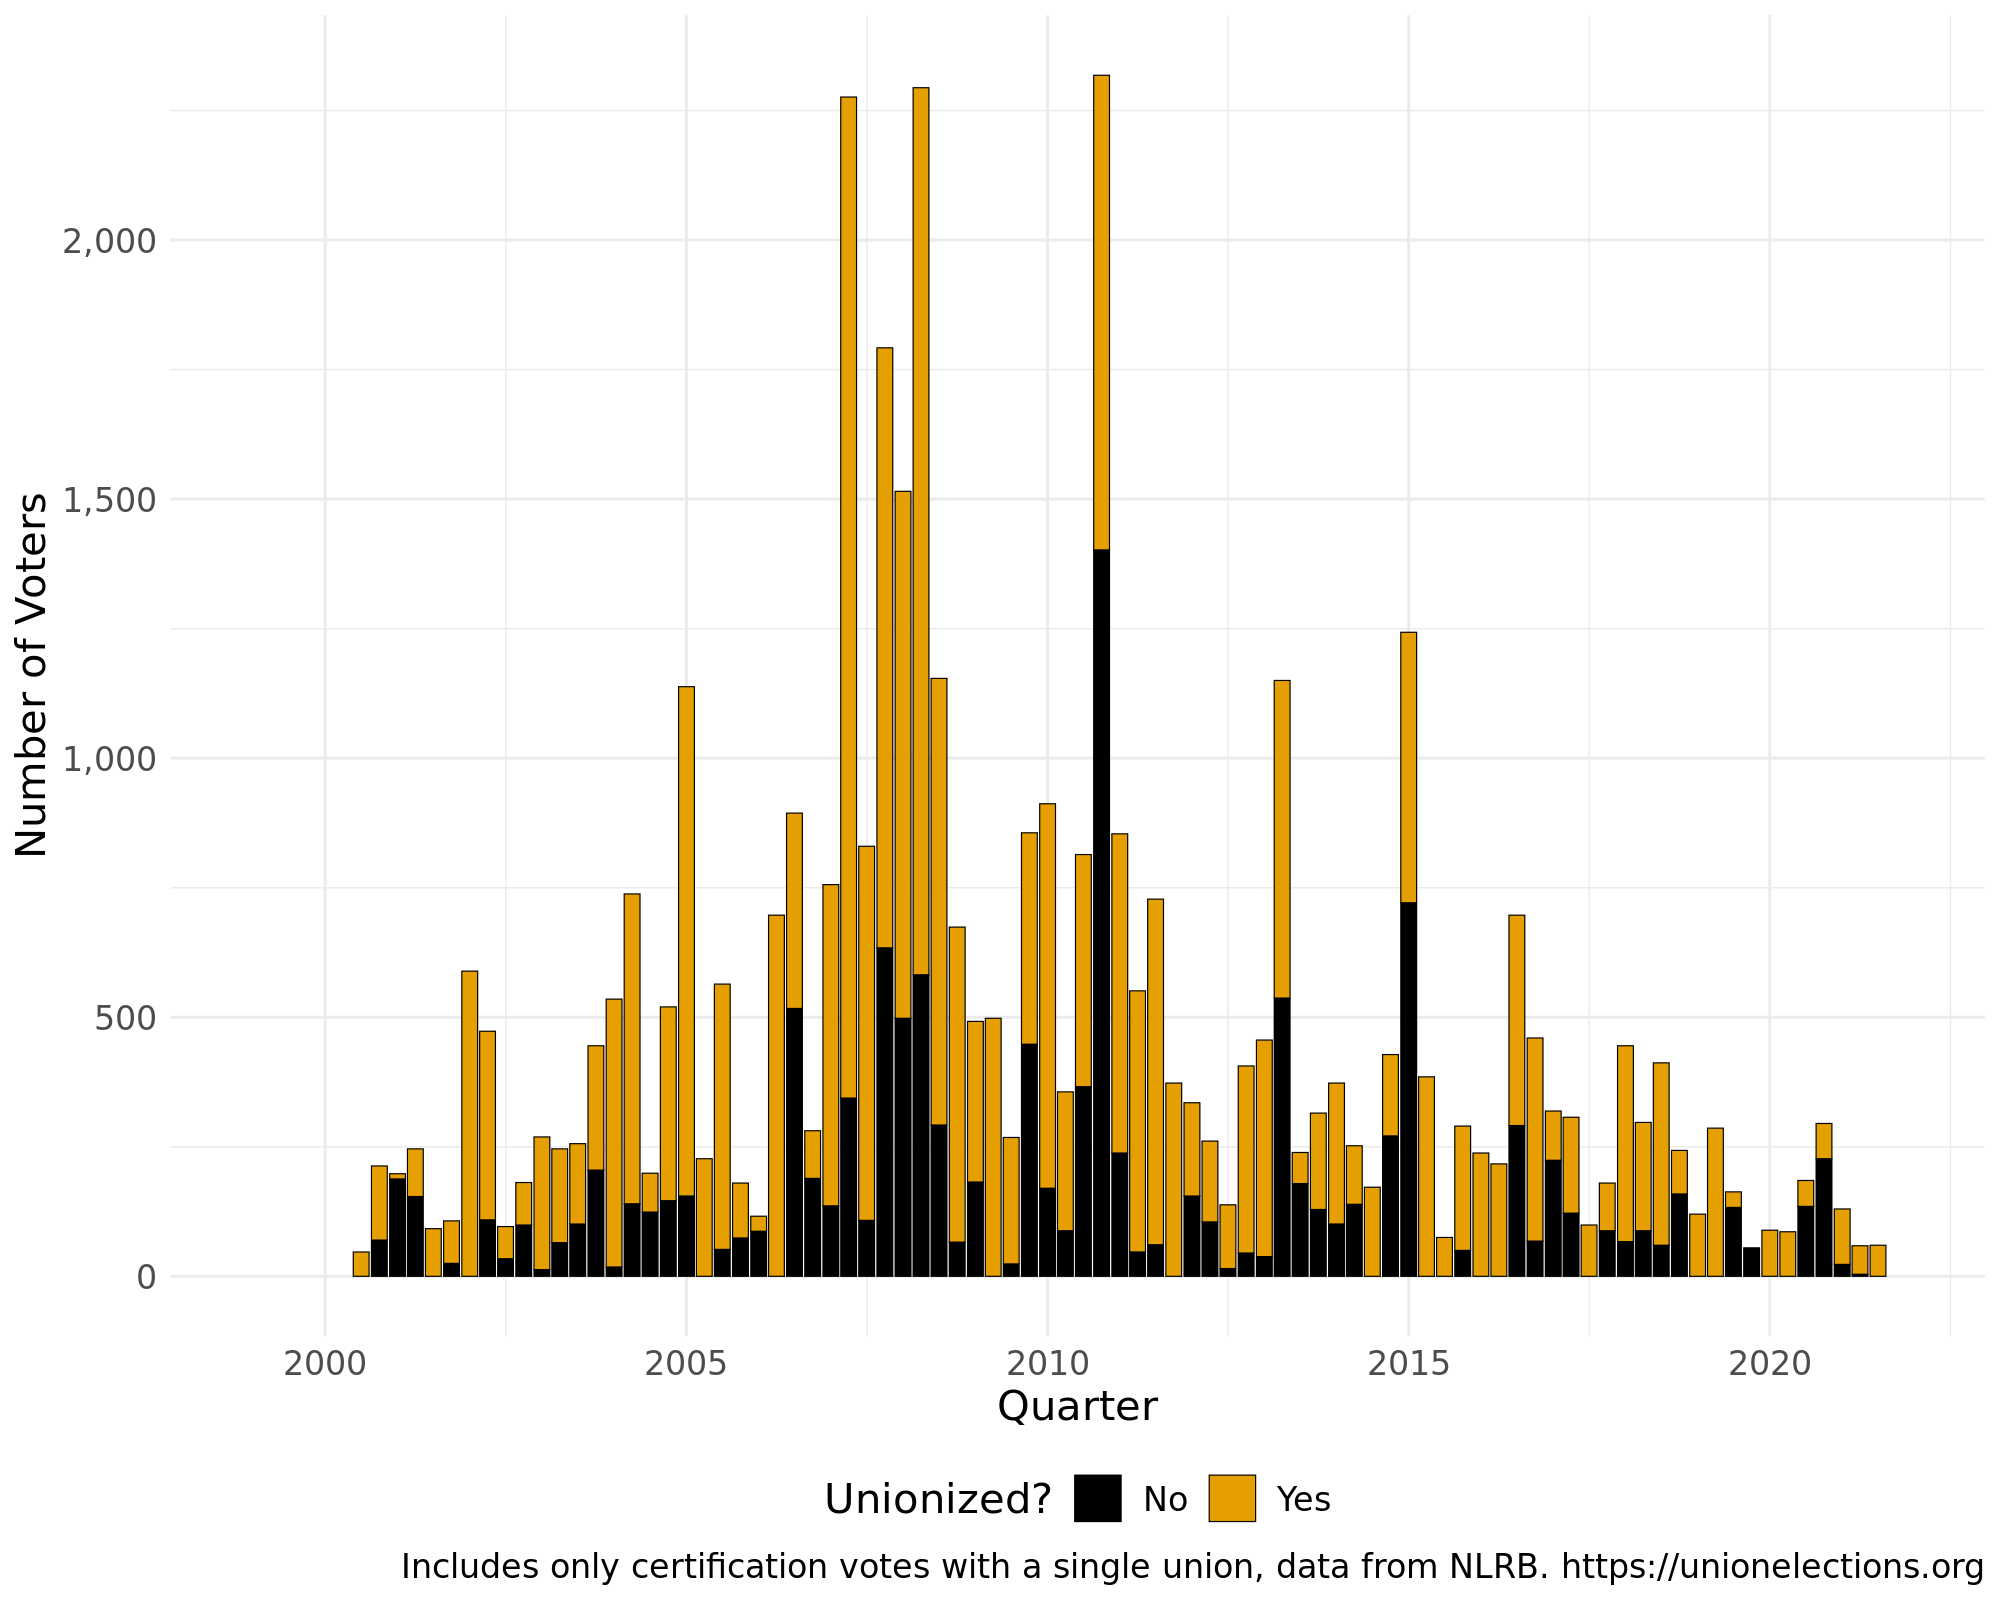 Number of Voters
2,000
1,500
1,000
500
0
2000 2005 2010 2015 2020
Quarter
Unionized? No Yes
Includes only certification votes with a single union, data from NLRB. https://unionelections.org